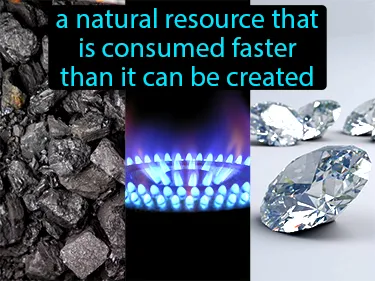 a natural resource that
is consumed faster
than it can be created